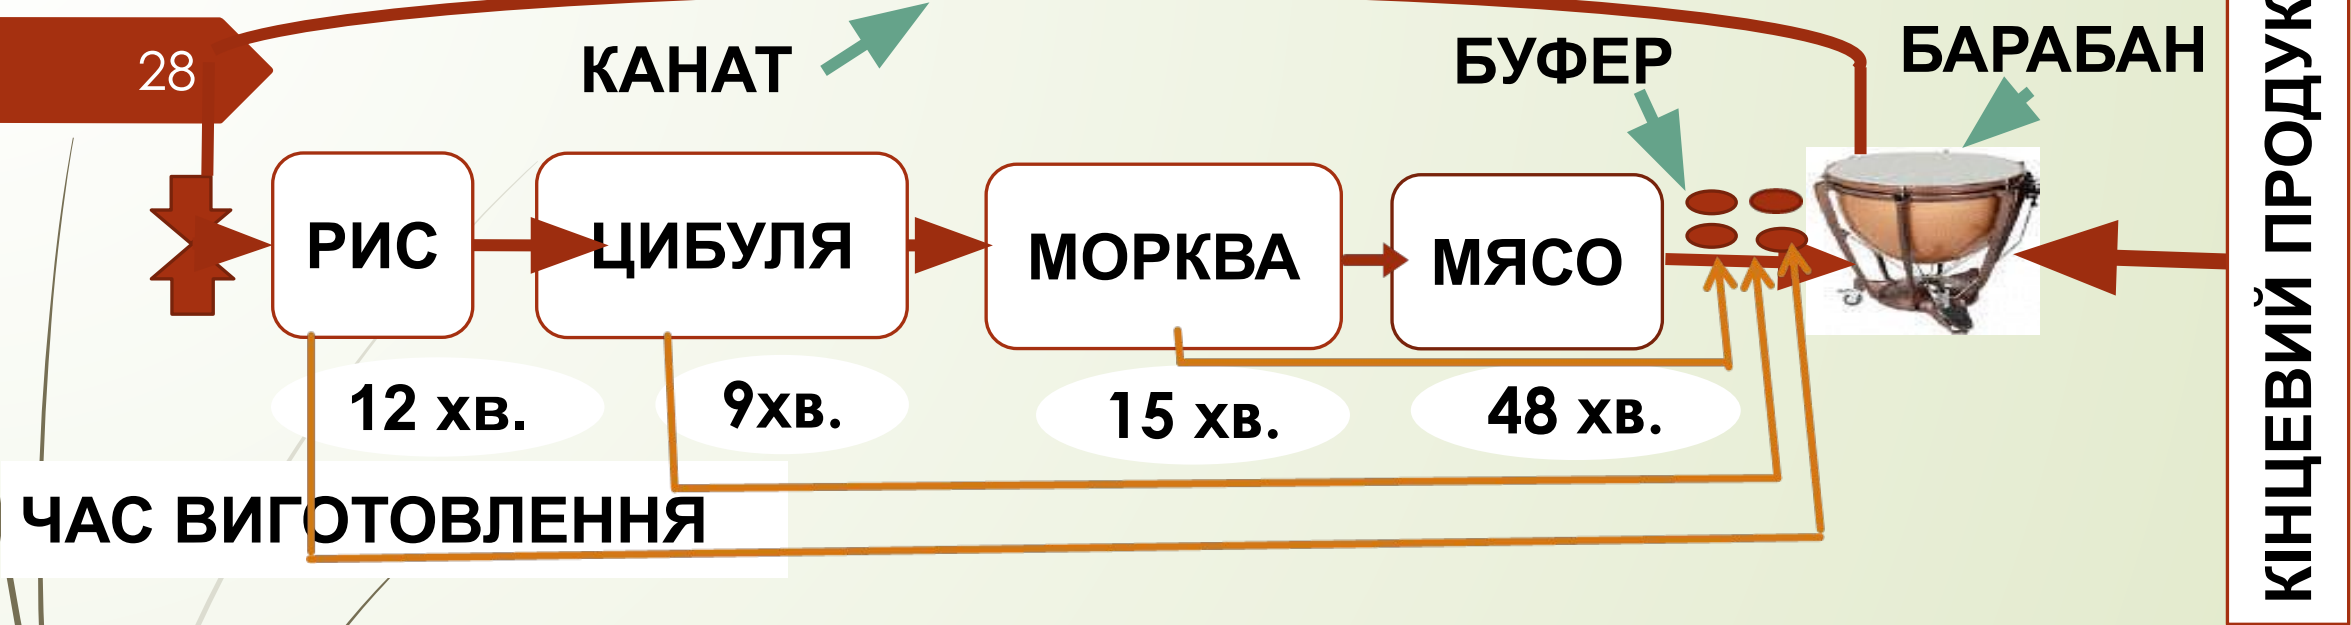 28
КАНАТ
БУФЕР
БАРАБАН
РИС
ЦИБУЛЯ
МОРКВА
МЯСО
12 хв.
9хв.
15 хв.
48 хв.
ЧАС ВИГОТОВЛЕННЯ
КІНЦЕВИЙ ПРОДУК